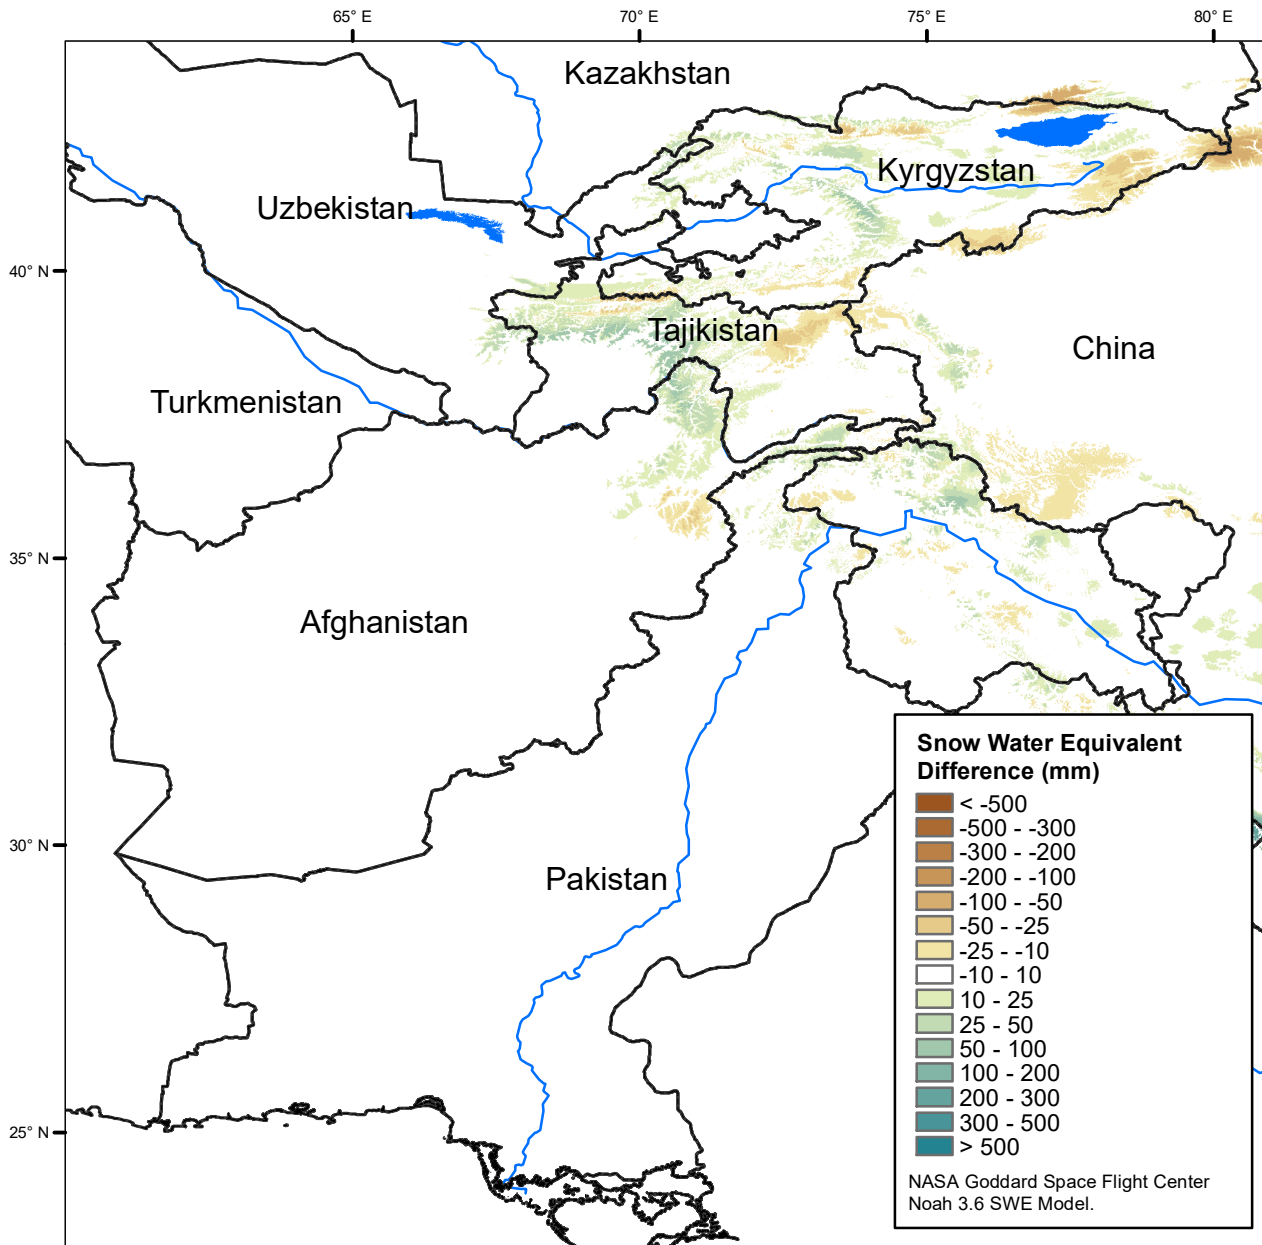 65° E
70° E
75° E
80° E
Kazakhstan
Kyrgyzstan
Uzbekistan
40° N
Tajikistan
China
Turkmenistan
35° N
Afghanistan
Snow Water Equivalent
Difference (mm)
< -500
-500 - -300
-300 - -200
-200 - -100
-100 - -50
-50 - -25
-25 - -10
-10 - 10
10 - 25
25 - 50
50 - 100
100 - 200
200 - 300
300 - 500
> 500
NASA Goddard Space Flight Center
Noah 3.6 SWE Model.
30° N
Pakistan
25° N